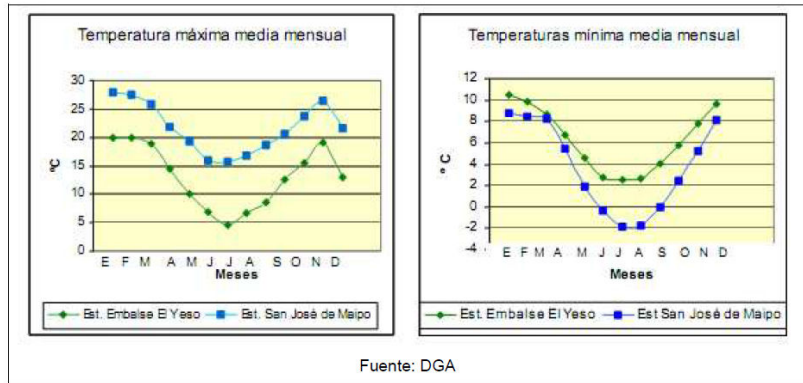 Temperatura máxima media mensual
30
25
20
15
10
5
0
ºC
E F M A M J J A S O N D
Meses
Est. Embalse El Yeso Est. San José de Maipo
Temperaturas mínima media mensual
12
10
8
6
4
2
0
-2
-4
º C
E F M A M J J A S O N D
Meses
Est. Embalse El Yeso Est San José de Maipo
Fuente: DGA